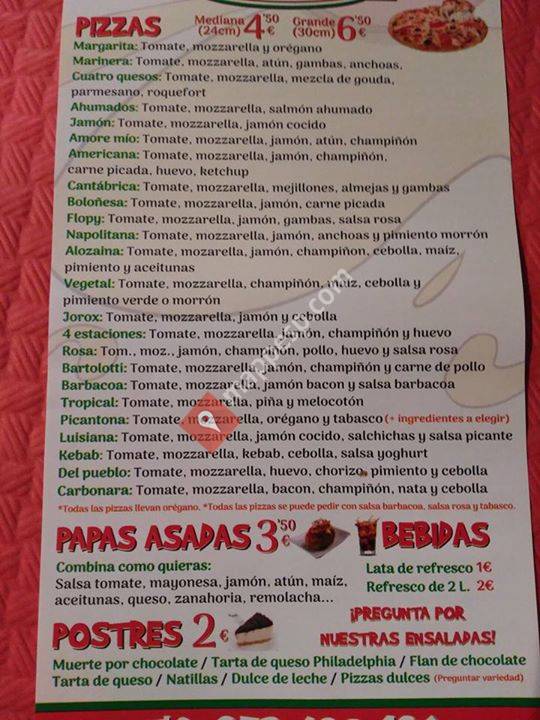 PIZZAS Mediana (24cm) 4'50 € Grande (30cm) 6'50 €
Margarita: Tomate, mozzarella y orégano
Marinera: Tomate, mozzarella, atún, gambas, anchoas,
Cuatro quesos: Tomate, mozzarella, mezcla de gouda,
parmesano, roquefort
Ahumados: Tomate, mozzarella, salmón ahumado
Jamón: Tomate, mozzarella, jamón cocido
Amore mío: Tomate, mozzarella, jamón, atún, champiñón
Americana: Tomate, mozzarella, jamón, champiñón,
carne picada, huevo, ketchup
Cantábrica: Tomate, mozzarella, mejillones, almejas y gambas
Boloñesa: Tomate, mozzarella, jamón, carne picada
Flopy: Tomate, mozzarella, jamón, gambas, salsa rosa
Napolitana: Tomate, mozzarella, jamón, anchoas y pimiento morrón
Alozaina: Tomate, mozzarella, jamón, champiñon, cebolla, maíz,
pimiento y aceitunas
Vegetal: Tomate, mozzarella, champiñón, maíz, cebolla y
pimiento verde o morrón
Jorox: Tomate, mozzarella, jamón y cebolla
4 estaciones: Tomate, mozzarella, jamón, champiñón y huevo
Rosa: Tom., moz., jamón, champiñón, pollo, huevo y salsa rosa
Bartolotti: Tomate, mozzarella, jamón, champiñón y carne de pollo
Barbacoa: Tomate, mozzarella, jamón bacon y salsa barbacoa
Tropical: Tomate, mozzarella, piña y melocotón
Picantona: Tomate, mozzarella, orégano y tabasco (+ ingredientes a elegir)
Luisiana: Tomate, mozzarella, jamón cocido, salchichas y salsa picante
Kebab: Tomate, mozzarella, kebab, cebolla, salsa yoghurt
Del pueblo: Tomate, mozzarella, huevo, chorizo, pimiento y cebolla
Carbonara: Tomate, mozzarella, bacon, champiñón, nata y cebolla
*Todas las pizzas llevan orégano. *Todas las pizzas se puede pedir con salsa barbacoa, salsa rosa y tabasco.
PAPAS ASADAS 3'50 €
Combina como quieras:
Salsa tomate, mayonesa, jamón, atún, maíz,
aceitunas, queso, zanahoria, remolacha...
BEBIDAS
Lata de refresco 1€
Refresco de 2 L. 2€
POSTRES 2 €
¡PREGUNTA POR
NUESTRAS ENSALADAS!
Muerte por chocolate / Tarta de queso Philadelphia / Flan de chocolate
Tarta de queso / Natillas / Dulce de leche / Pizzas dulces (Preguntar variedad)